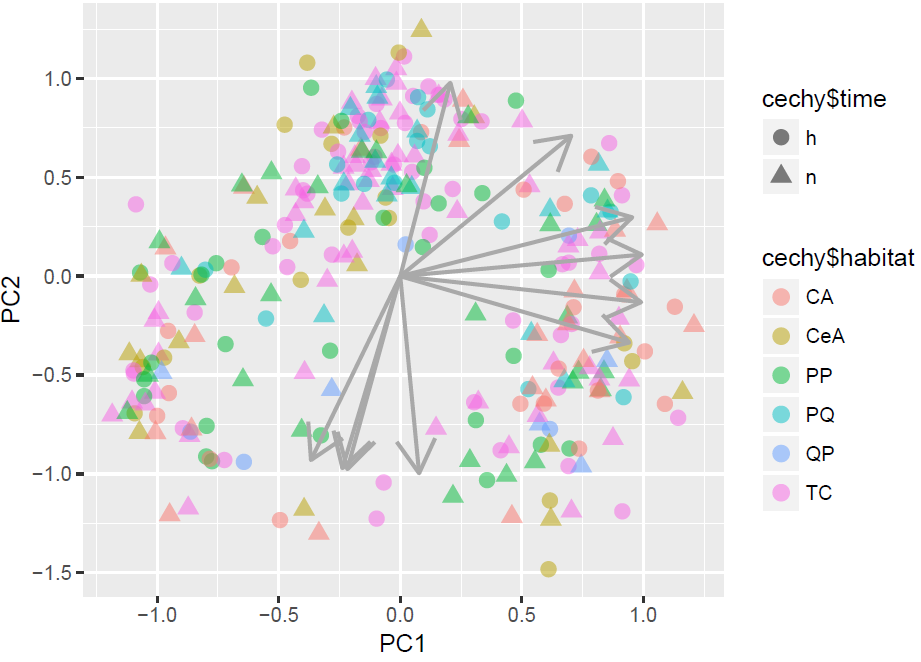 PC2
1.0
0.5
0.0
−0.5
−1.0
−1.5
−1.0
−0.5
0.0
0.5
1.0
PC1
cechy$time
h
n
cechy$habitat
CA
CeA
PP
PQ
QP
TC